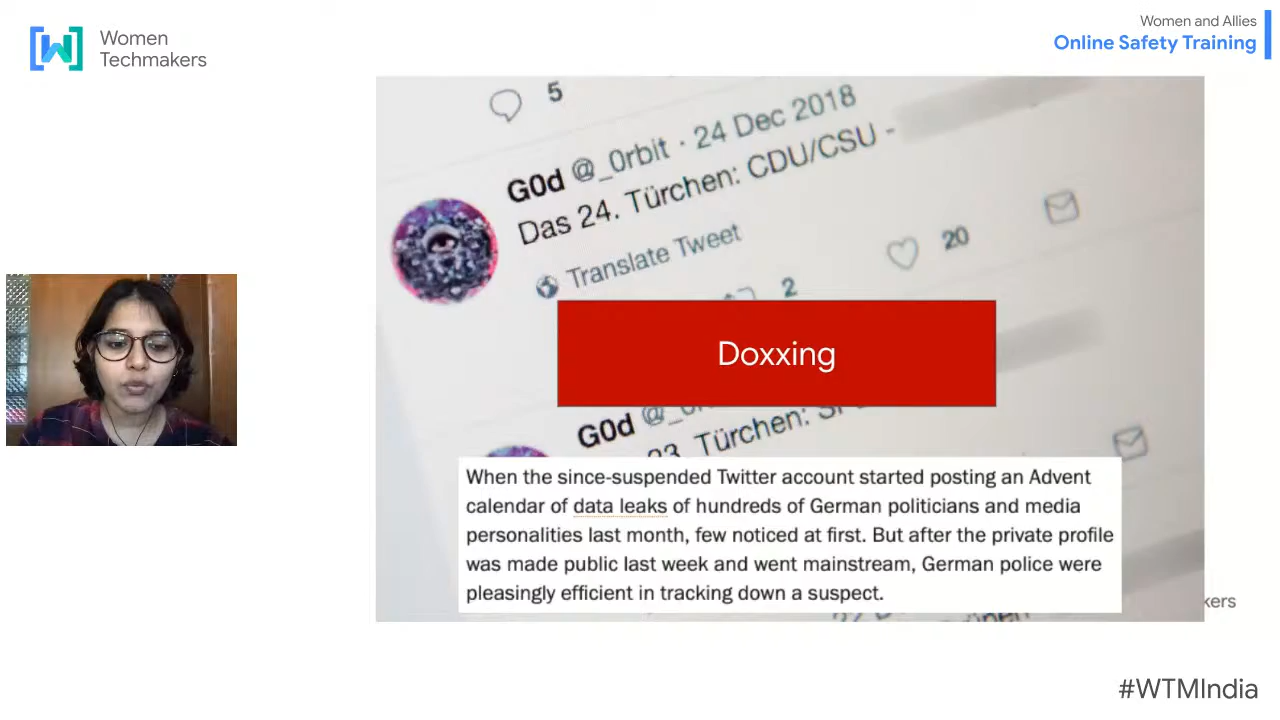 Women
Techmakers
Women and Allies
Online Safety Training
5
G0d @_0rbit · 24 Dec 2018
Das 24. Türchen: CDU/CSU -
Translate Tweet
2
20
Doxxing
G0d
23. Türchen:
When the since-suspended Twitter account started posting an Advent
calendar of data leaks of hundreds of German politicians and media
personalities last month, few noticed at first. But after the private profile
was made public last week and went mainstream, German police were
pleasingly efficient in tracking down a suspect.
kers
#WTMIndia